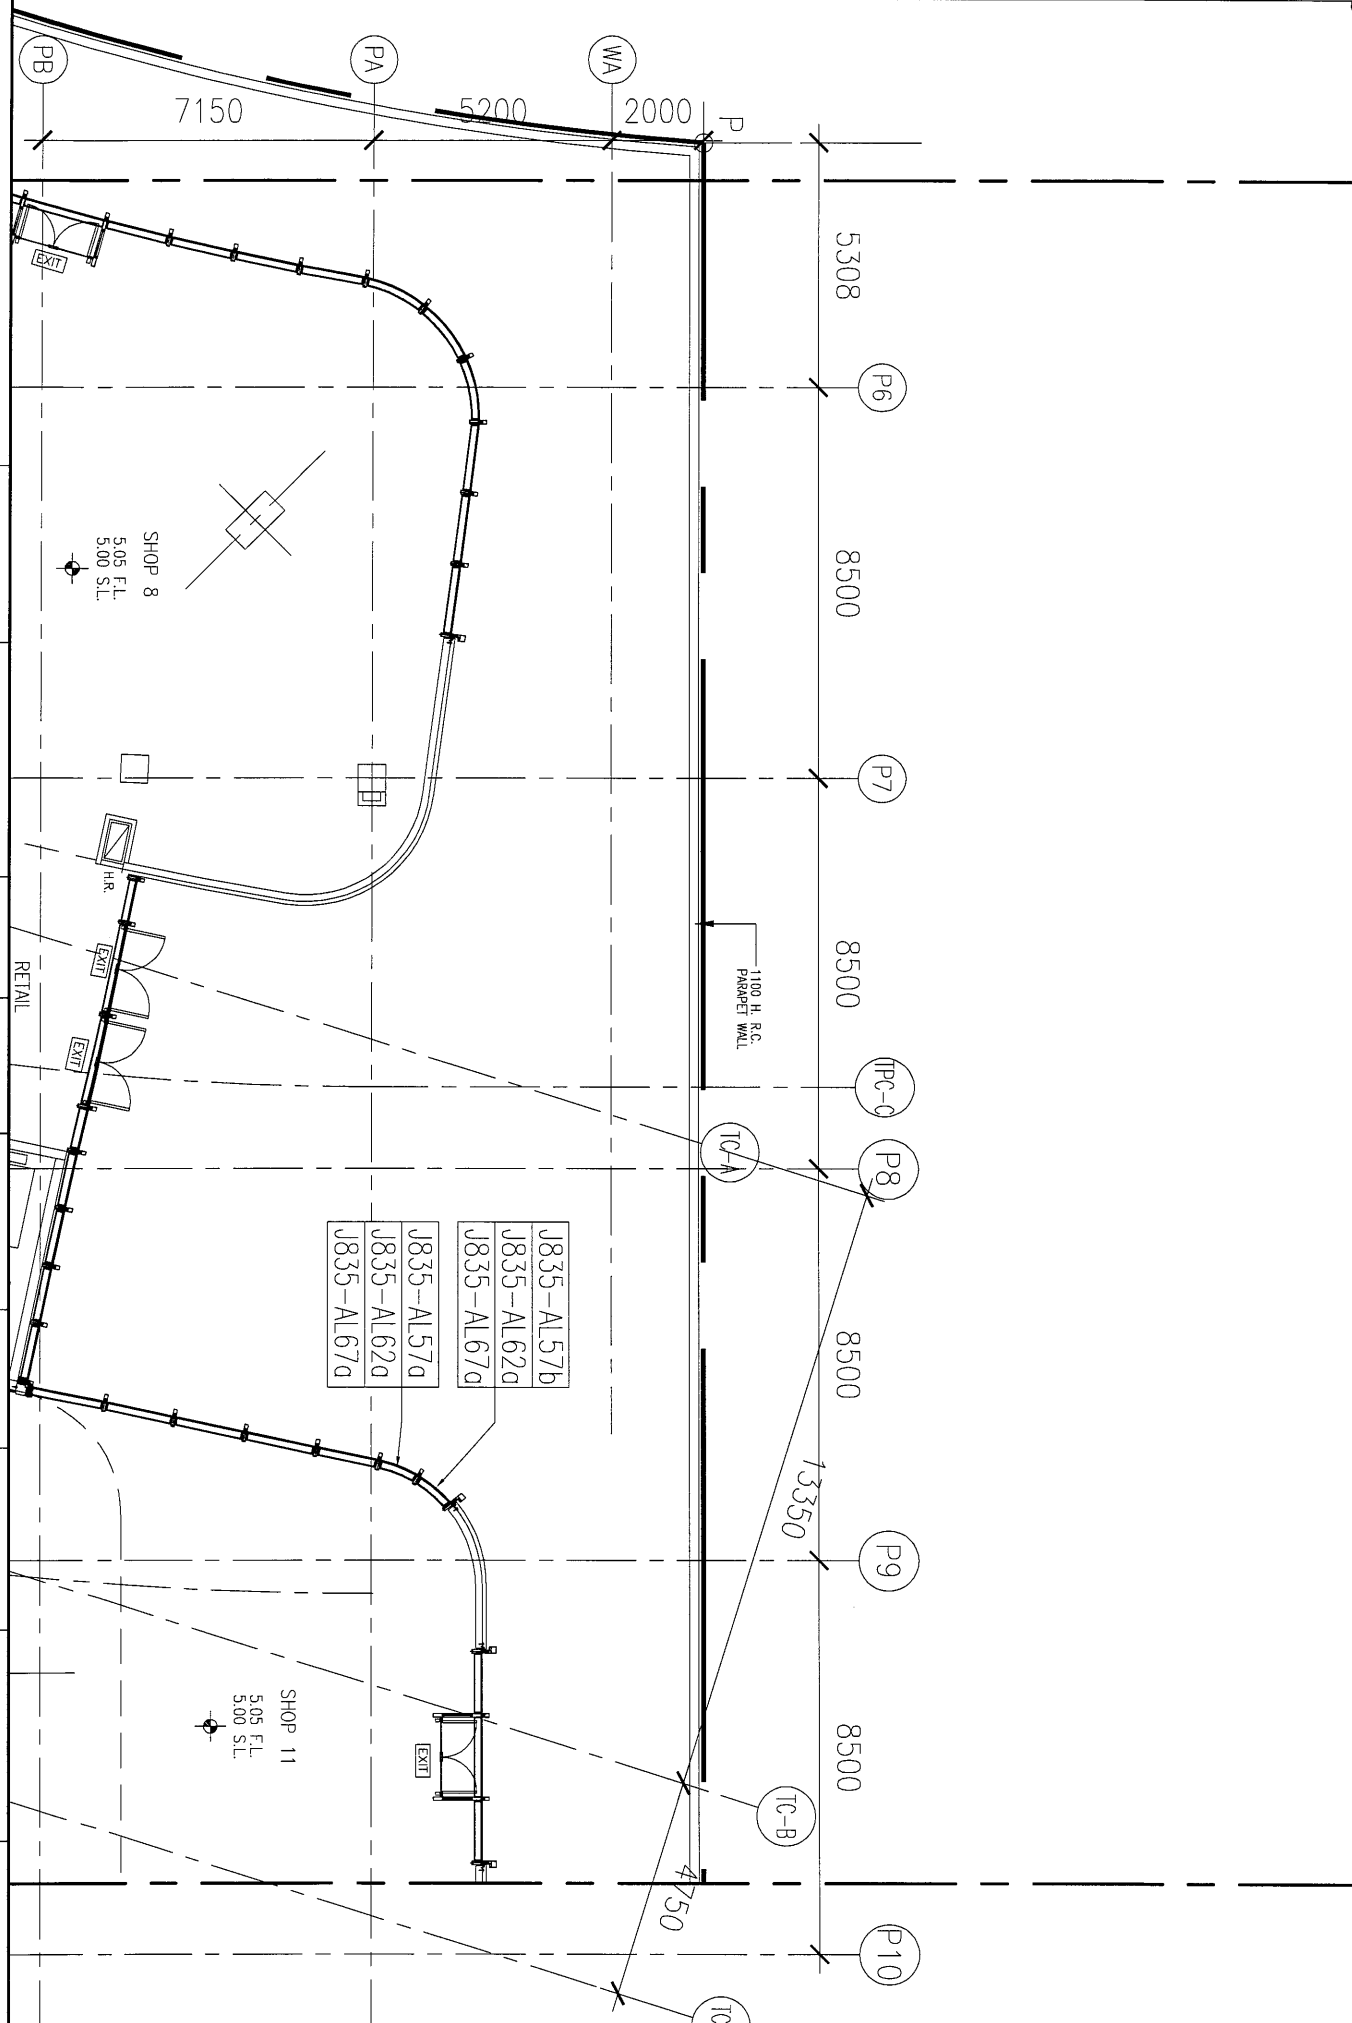 PB
PA
WA
7150
5200
2000
P
5308
P6
8500
P7
8500
TPC-C
P8
8500
P9
8500
P10
EXIT
SHOP 8
5.05 F.L.
5.00 S.L.
H.R.
EXIT
EXIT
RETAIL
1100 H. R.C.
PARAPET WALL
TC-A
J835-AL57b
J835-AL62a
J835-AL67a
J835-AL57a
J835-AL62a
J835-AL67a
13350
SHOP 11
5.05 F.L.
5.00 S.L.
EXIT
TC-B
4750